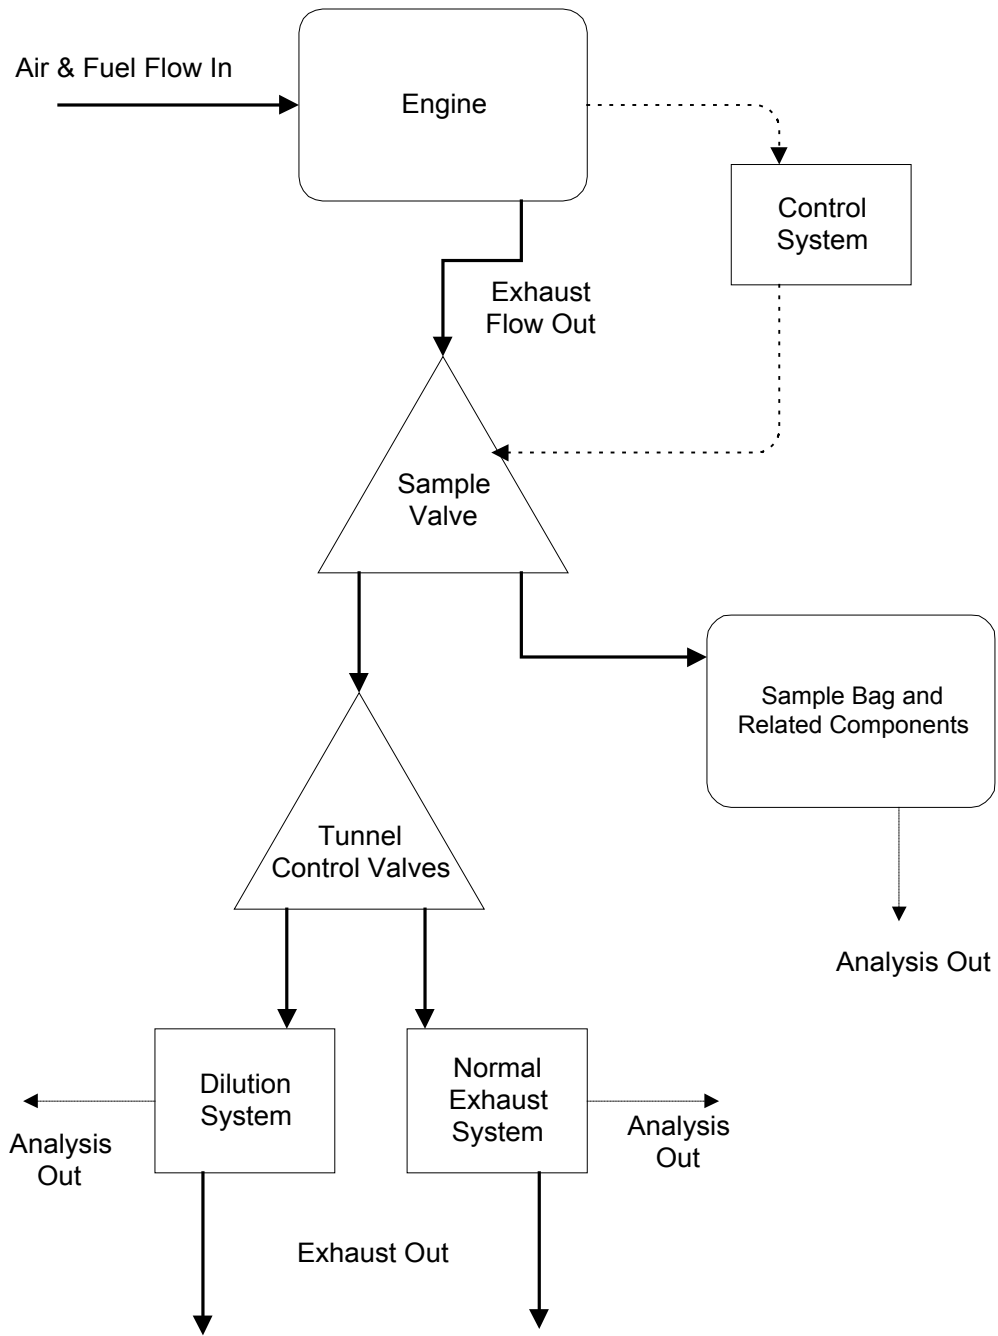 Air & Fuel Flow In
Engine
Control
System
Exhaust
Flow Out
Sample
Valve
Sample Bag and
Related Components
Tunnel
Control Valves
Analysis Out
Dilution
System
Normal
Exhaust
System
Analysis
Out
Analysis
Out
Exhaust Out